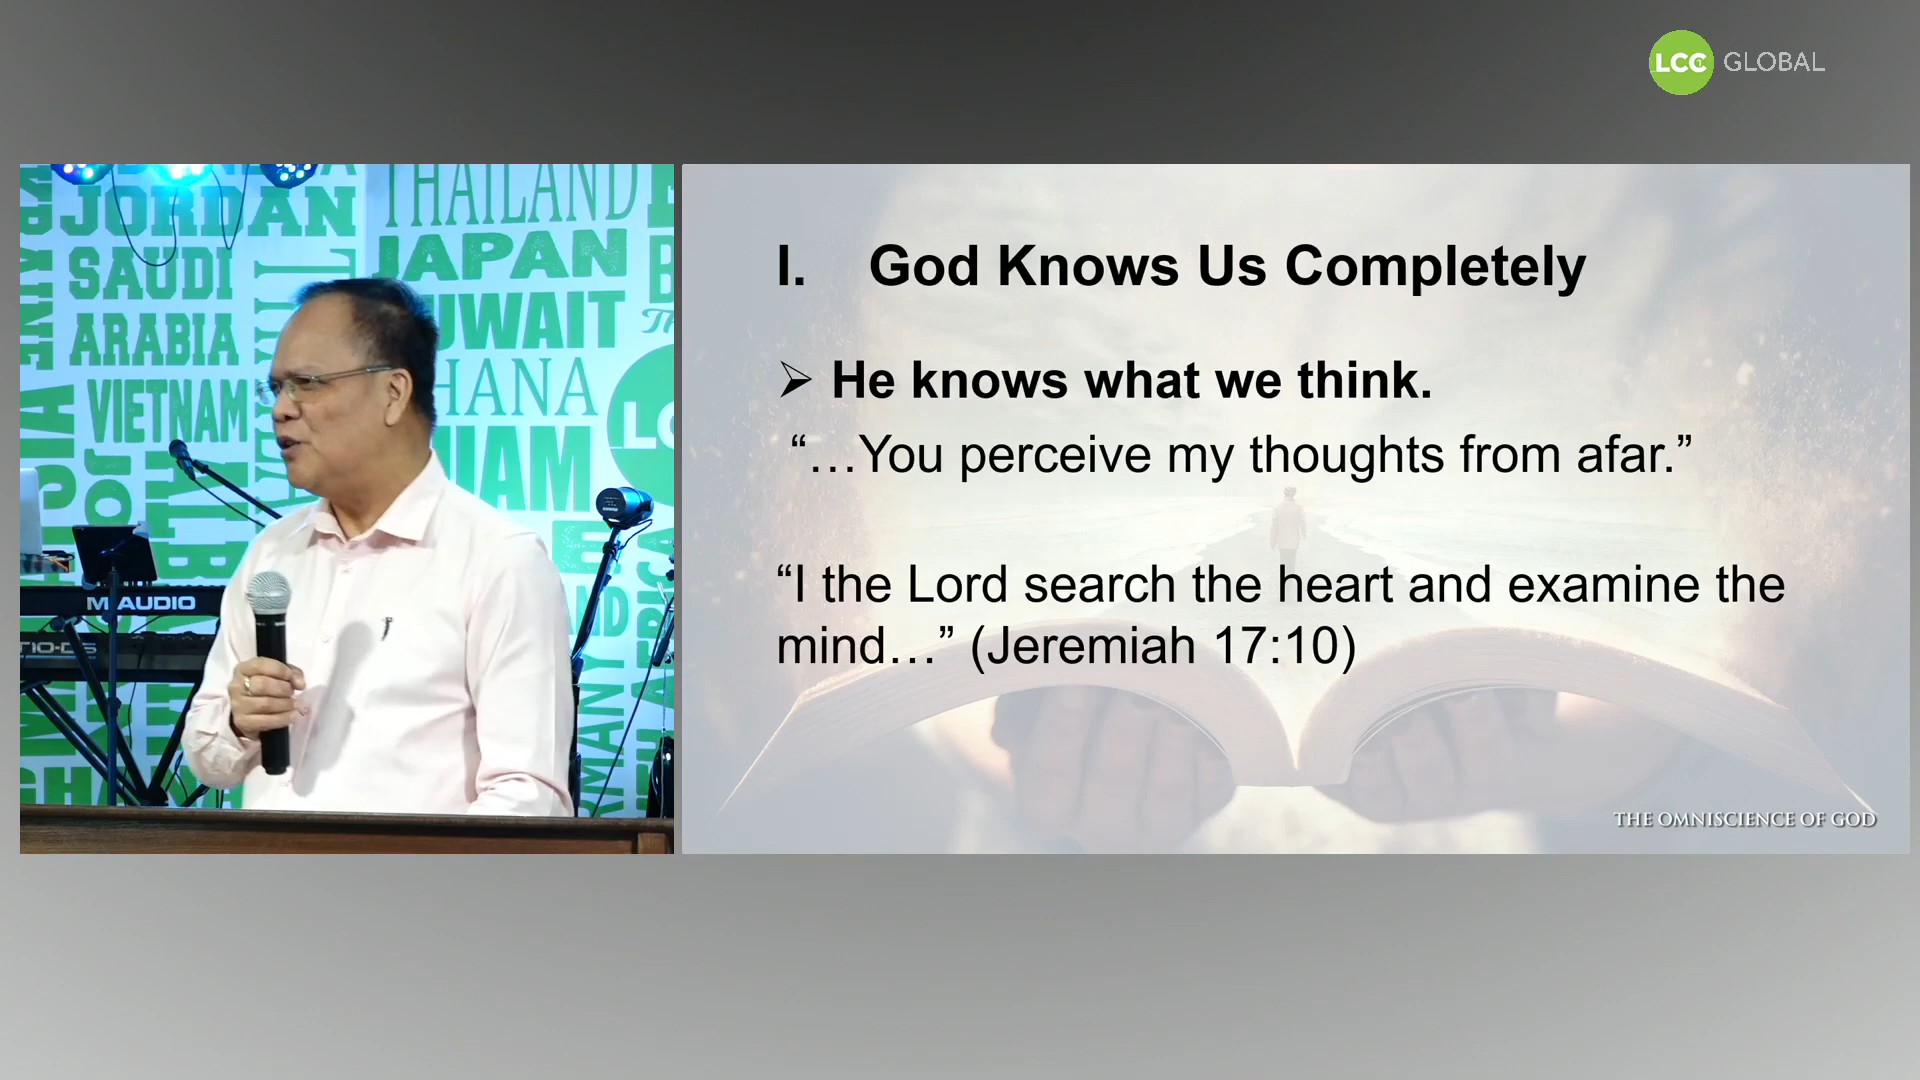 LCC GLOBAL
JORDAN
THAILAND
JAPAN
SAUDI
ARABIA
VIETNAM
M-AUDIO
I. God Knows Us Completely
➢ He knows what we think.
“…You perceive my thoughts from afar.”
“I the Lord search the heart and examine the
mind…” (Jeremiah 17:10)
THE OMNISCIENCE OF GOD